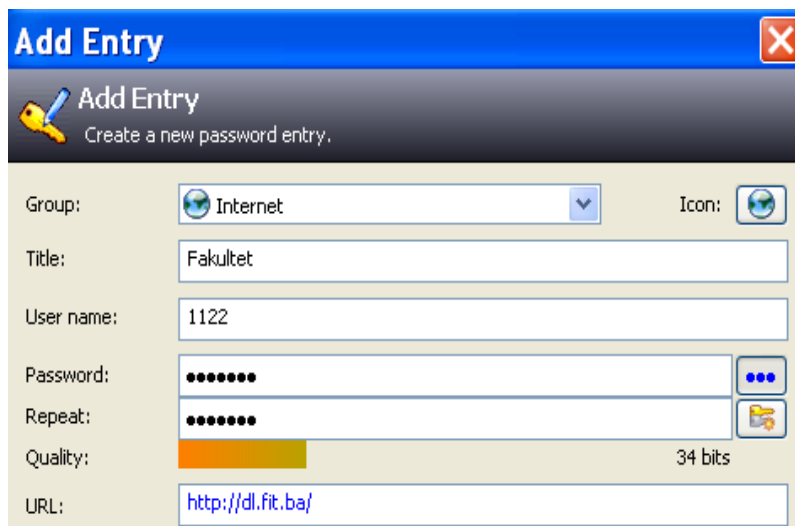 Add Entry
Add Entry
Create a new password entry.
Group: Internet Icon:
Title: Fakultet
User name: 1122
Password: •••••••
Repeat: •••••••
Quality: 34 bits
URL: http://dl.fit.ba/